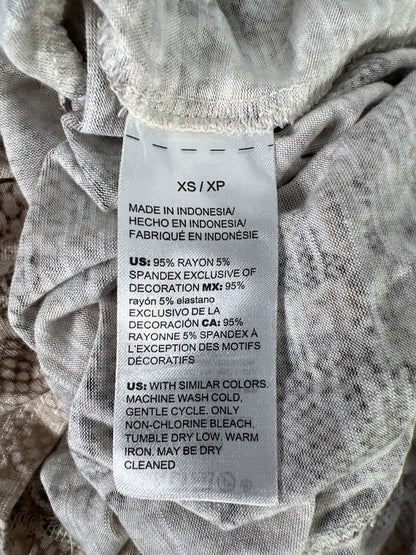 XS / XP
MADE IN INDONESIA/
HECHO EN INDONESIA/
FABRIQUÉ EN INDONÉSIE
US: 95% RAYON 5%
SPANDEX EXCLUSIVE OF
DECORATION MX: 95%
rayón 5% elastano
EXCLUSIVO DE LA
DECORACIÓN CA: 95%
RAYONNE 5% SPANDEX À
L'EXCEPTION DES MOTIFS
DÉCORATIFS
US: WITH SIMILAR COLORS.
MACHINE WASH COLD,
GENTLE CYCLE. ONLY
NON-CHLORINE BLEACH.
TUMBLE DRY LOW. WARM
IRON. MAY BE DRY
CLEANED